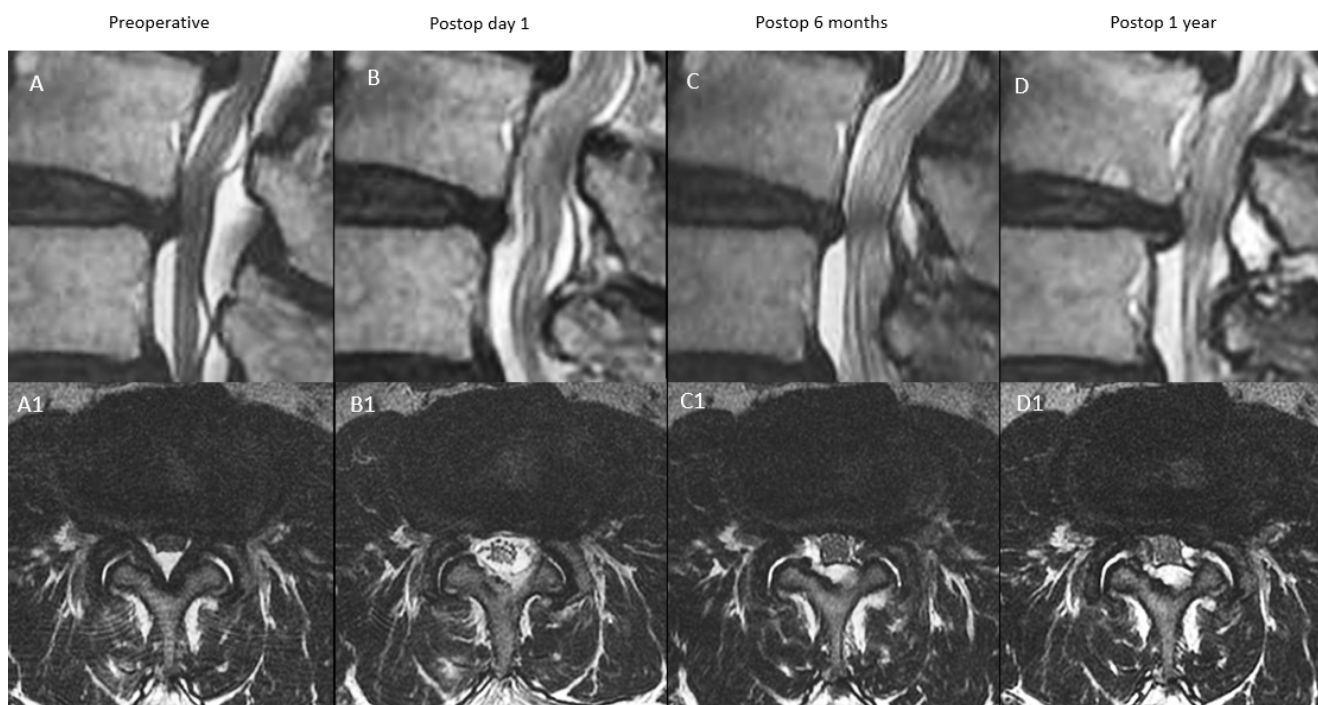 Preoperative
Postop day 1
Postop 6 months
Postop 1 year
A
B
C
D
A1
B1
C1
D1